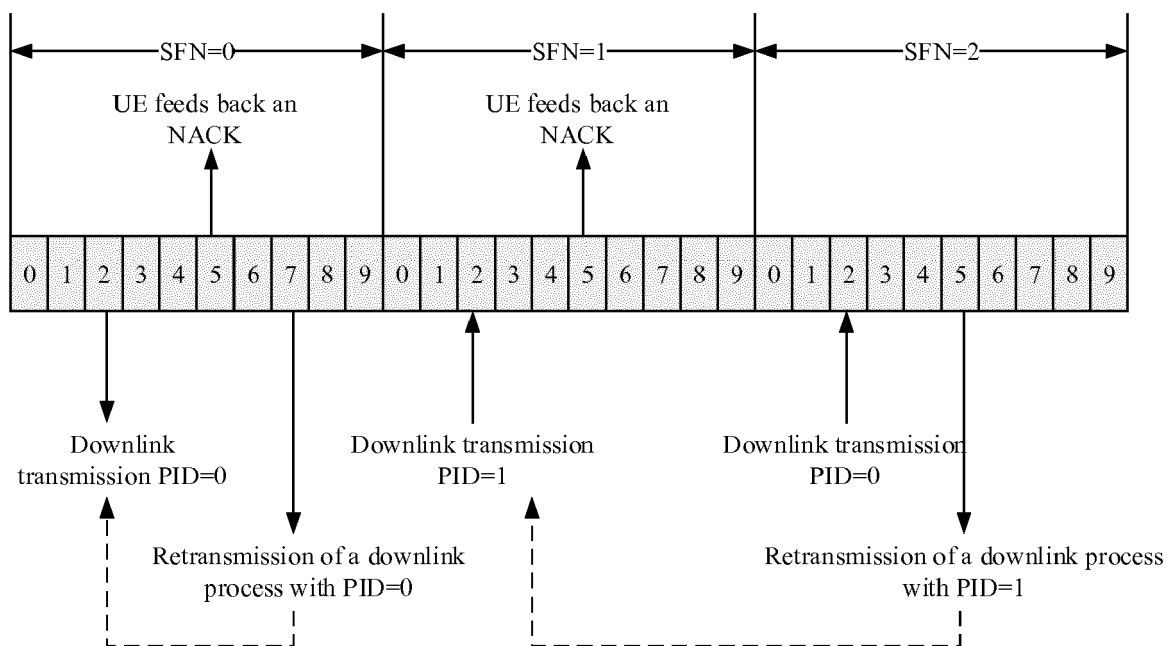 SFN=0 SFN=1 SFN=2
UE feeds back an
NACK
UE feeds back an
NACK
0 1 2 3 4 5 6 7 8 9 0 1 2 3 4 5 6 7 8 9 0 1 2 3 4 5 6 7 8 9
Downlink
transmission PID=0
Downlink transmission
PID=1
Downlink transmission
PID=0
Retransmission of a downlink
process with PID=0
Retransmission of a downlink process
with PID=1